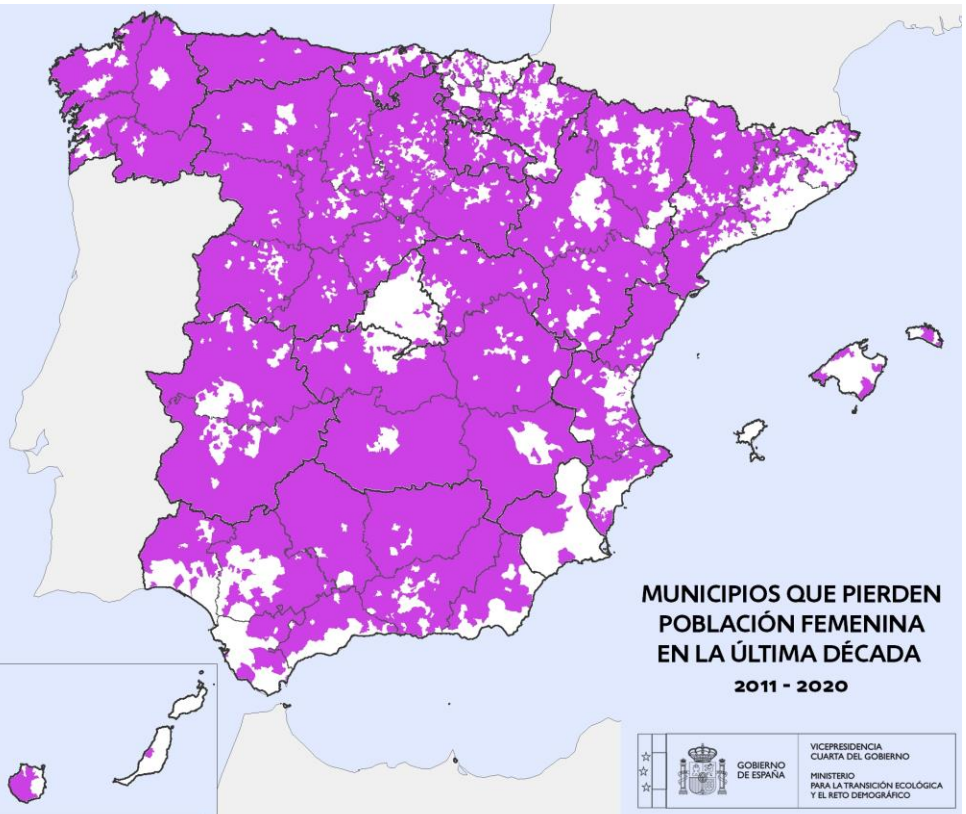 MUNICIPIOS QUE PIERDEN
POBLACIÓN FEMENINA
EN LA ÚLTIMA DÉCADA
2011 - 2020
GOBIERNO
DE ESPAÑA
VICEPRESIDENCIA
CUARTA DEL GOBIERNO
MINISTERIO
PARA LA TRANSICIÓN ECOLÓGICA
Y EL RETO DEMOGRÁFICO